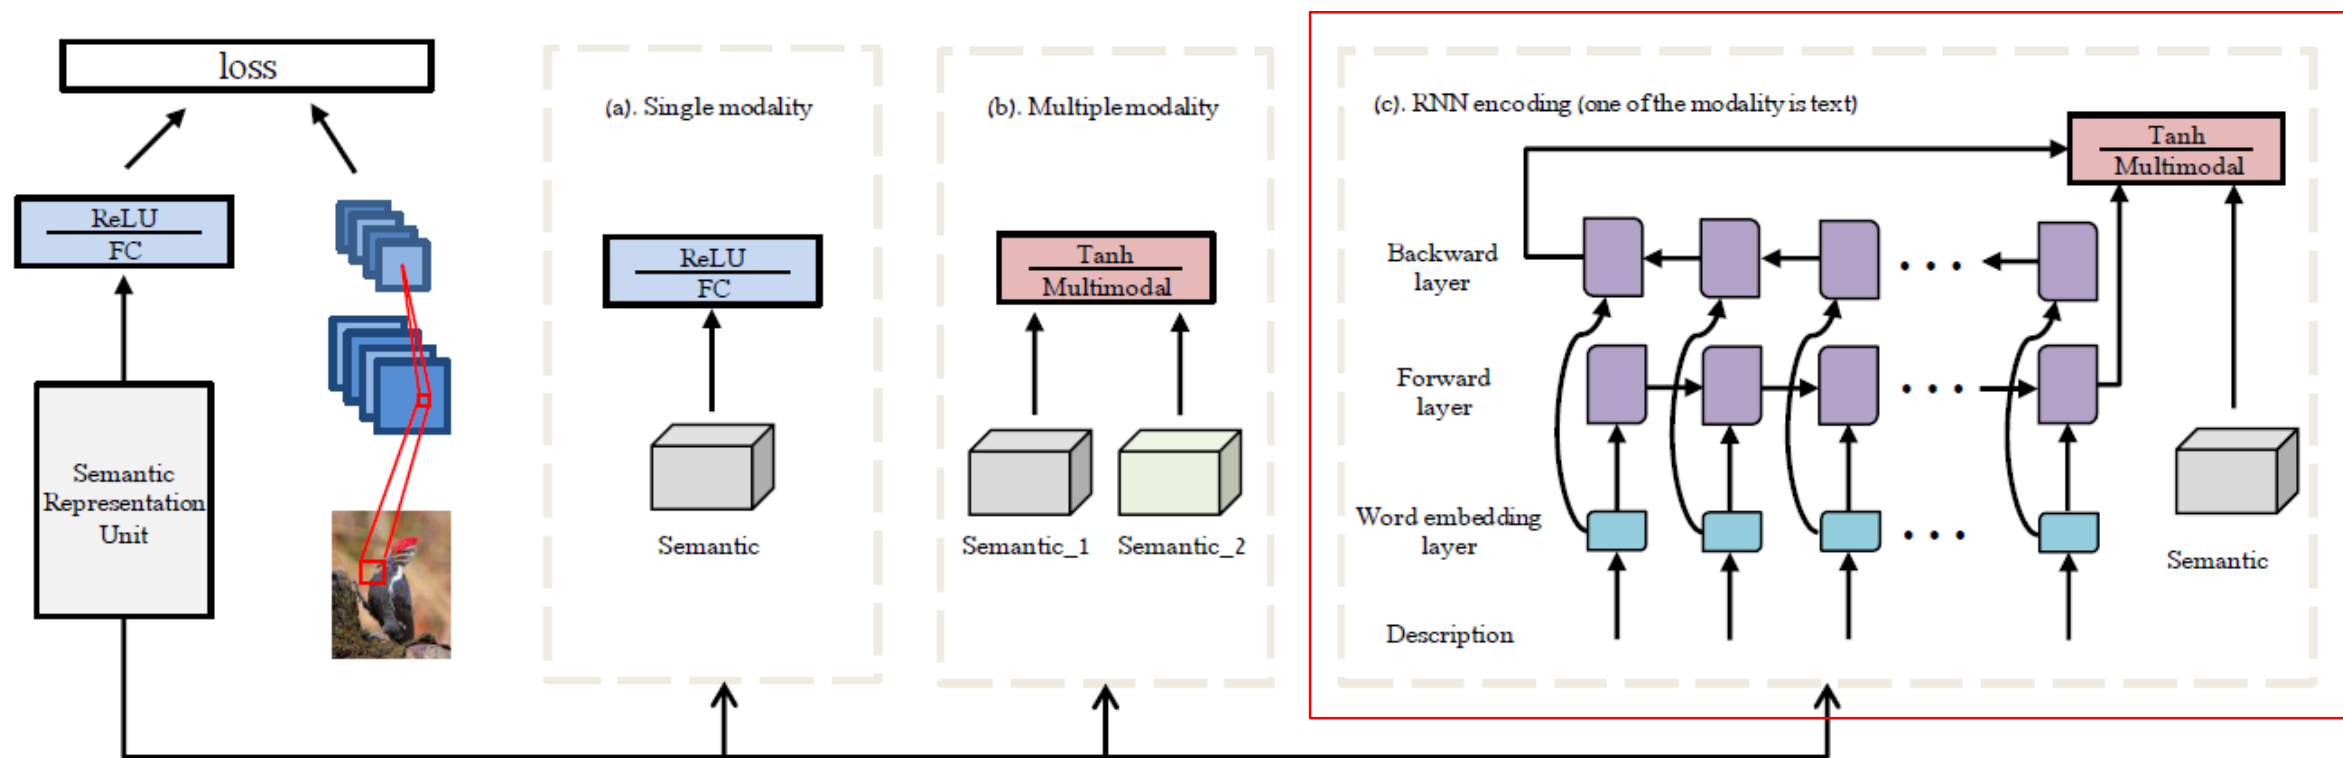 loss
ReLU
FC
Semantic
Representation
Unit
(a). Single modality
ReLU
FC
Semantic
(b). Multiple modality
Tanh
Multimodal
Semantic_1
Semantic_2
(c). RNN encoding (one of the modality is text)
Tanh
Multimodal
Backward
layer
Forward
layer
Word embedding
layer
Description
Semantic